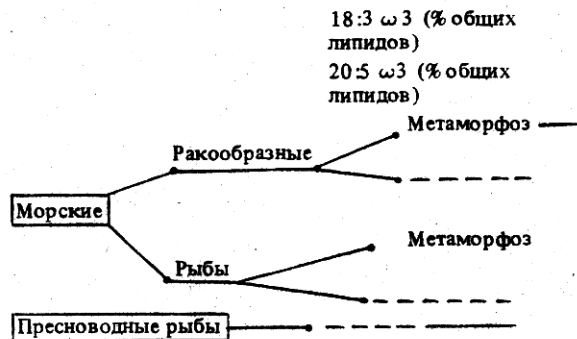 18:3 ω3 (% общих
липидов)
20:5 ω3 (% общих
липидов)
Метаморфоз
Ракообразные
Морские
Метаморфоз
Рыбы
Пресноводные рыбы